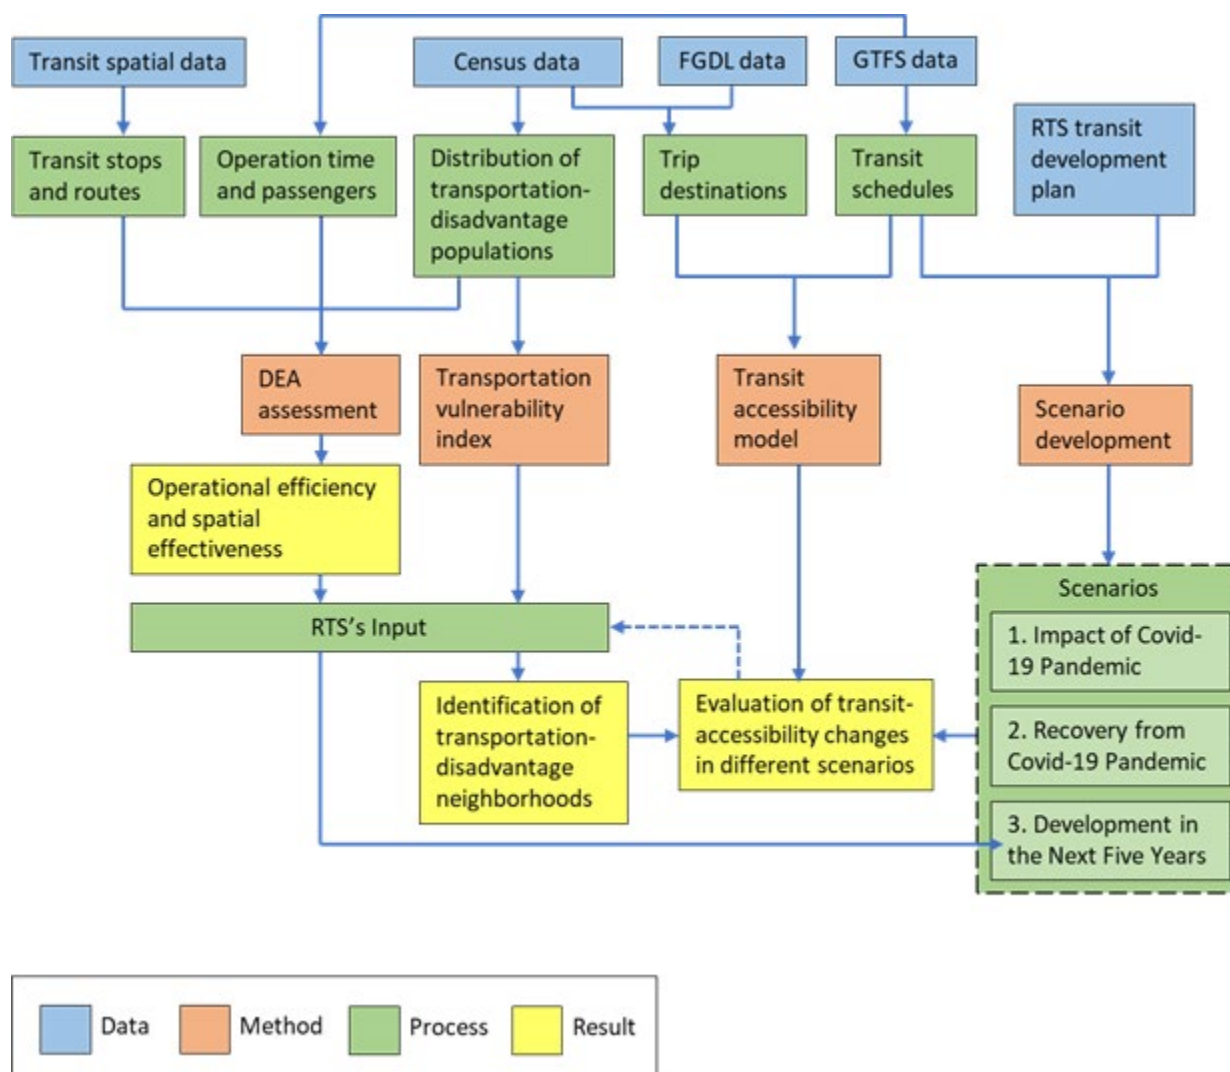 Transit spatial data
Census data
FGDL data
GTFS data
RTS transit
development
plan
Transit stops
and routes
Operation time
and passengers
Distribution of
transportation-
disadvantage
populations
Trip
destinations
Transit
schedules
DEA
assessment
Transportation
vulnerability
index
Transit
accessibility
model
Scenario
development
Operational efficiency
and spatial
effectiveness
RTS's Input
Identification of
transportation-
disadvantage
neighborhoods
Evaluation of transit-
accessibility changes
in different scenarios
Scenarios
1. Impact of Covid-
19 Pandemic
2. Recovery from
Covid-19 Pandemic
3. Development in
the Next Five Years
Data
Method
Process
Result